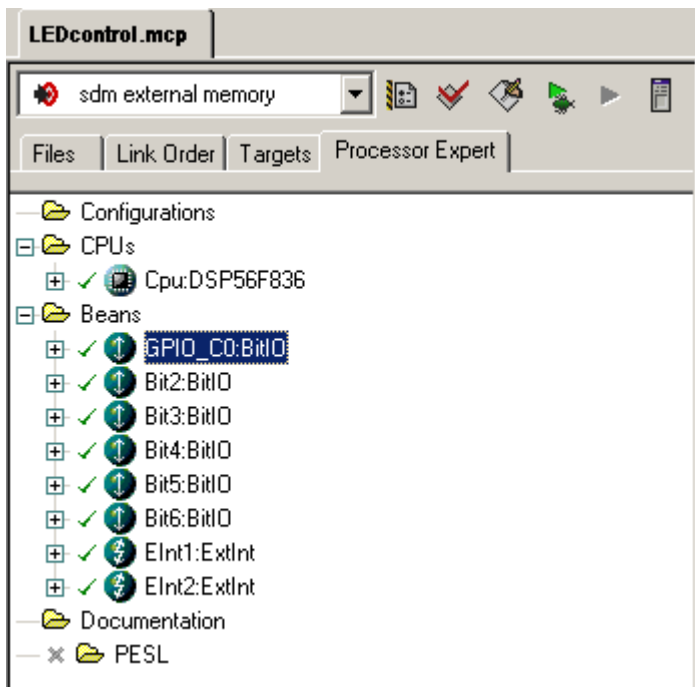 LEDcontrol.mcp
sdm external memory
Files Link Order Targets Processor Expert
Configurations
CPUs
Cpu:DSP56F836
Beans
GPIO_C0:BitIO
Bit2:BitIO
Bit3:BitIO
Bit4:BitIO
Bit5:BitIO
Bit6:BitIO
EInt1:ExtInt
EInt2:ExtInt
Documentation
PESL